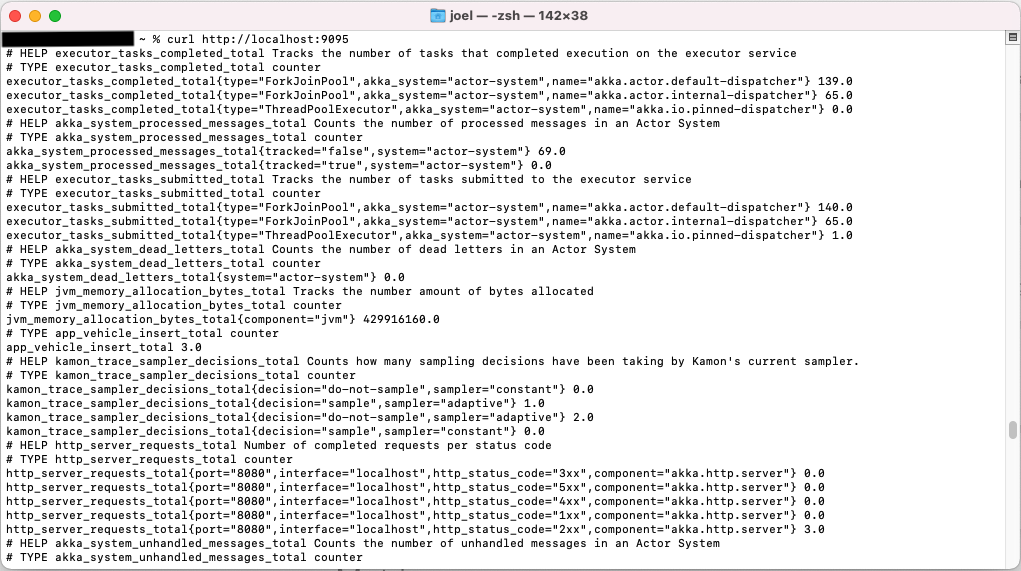 joel — -zsh — 142×38
~ % curl http://localhost:9095
# HELP executor_tasks_completed_total Tracks the number of tasks that completed execution on the executor service
# TYPE executor_tasks_completed_total counter
executor_tasks_completed_total{type="ForkJoinPool",akka_system="actor-system",name="akka.actor.default-dispatcher"} 139.0
executor_tasks_completed_total{type="ForkJoinPool",akka_system="actor-system",name="akka.actor.internal-dispatcher"} 65.0
executor_tasks_completed_total{type="ThreadPoolExecutor",akka_system="actor-system",name="akka.io.pinned-dispatcher"} 0.0
# HELP akka_system_processed_messages_total Counts the number of processed messages in an Actor System
# TYPE akka_system_processed_messages_total counter
akka_system_processed_messages_total{tracked="false",system="actor-system"} 69.0
akka_system_processed_messages_total{tracked="true",system="actor-system"} 0.0
# HELP executor_tasks_submitted_total Tracks the number of tasks submitted to the executor service
# TYPE executor_tasks_submitted_total counter
executor_tasks_submitted_total{type="ForkJoinPool",akka_system="actor-system",name="akka.actor.default-dispatcher"} 140.0
executor_tasks_submitted_total{type="ForkJoinPool",akka_system="actor-system",name="akka.actor.internal-dispatcher"} 65.0
executor_tasks_submitted_total{type="ThreadPoolExecutor",akka_system="actor-system",name="akka.io.pinned-dispatcher"} 1.0
# HELP akka_system_dead_letters_total Counts the number of dead letters in an Actor System
# TYPE akka_system_dead_letters_total counter
akka_system_dead_letters_total{system="actor-system"} 0.0
# HELP jvm_memory_allocation_bytes_total Tracks the number amount of bytes allocated
# TYPE jvm_memory_allocation_bytes_total counter
jvm_memory_allocation_bytes_total{component="jvm"} 429916160.0
# TYPE app_vehicle_insert_total counter
app_vehicle_insert_total 3.0
# HELP kamon_trace_sampler_decisions_total Counts how many sampling decisions have been taking by Kamon's current sampler.
# TYPE kamon_trace_sampler_decisions_total counter
kamon_trace_sampler_decisions_total{decision="do-not-sample",sampler="constant"} 0.0
kamon_trace_sampler_decisions_total{decision="sample",sampler="adaptive"} 1.0
kamon_trace_sampler_decisions_total{decision="do-not-sample",sampler="adaptive"} 2.0
kamon_trace_sampler_decisions_total{decision="sample",sampler="constant"} 0.0
# HELP http_server_requests_total Number of completed requests per status code
# TYPE http_server_requests_total counter
http_server_requests_total{port="8080",interface="localhost",http_status_code="3xx",component="akka.http.server"} 0.0
http_server_requests_total{port="8080",interface="localhost",http_status_code="5xx",component="akka.http.server"} 0.0
http_server_requests_total{port="8080",interface="localhost",http_status_code="4xx",component="akka.http.server"} 0.0
http_server_requests_total{port="8080",interface="localhost",http_status_code="1xx",component="akka.http.server"} 0.0
http_server_requests_total{port="8080",interface="localhost",http_status_code="2xx",component="akka.http.server"} 3.0
# HELP akka_system_unhandled_messages_total Counts the number of unhandled messages in an Actor System
# TYPE akka_system_unhandled_messages_total counter